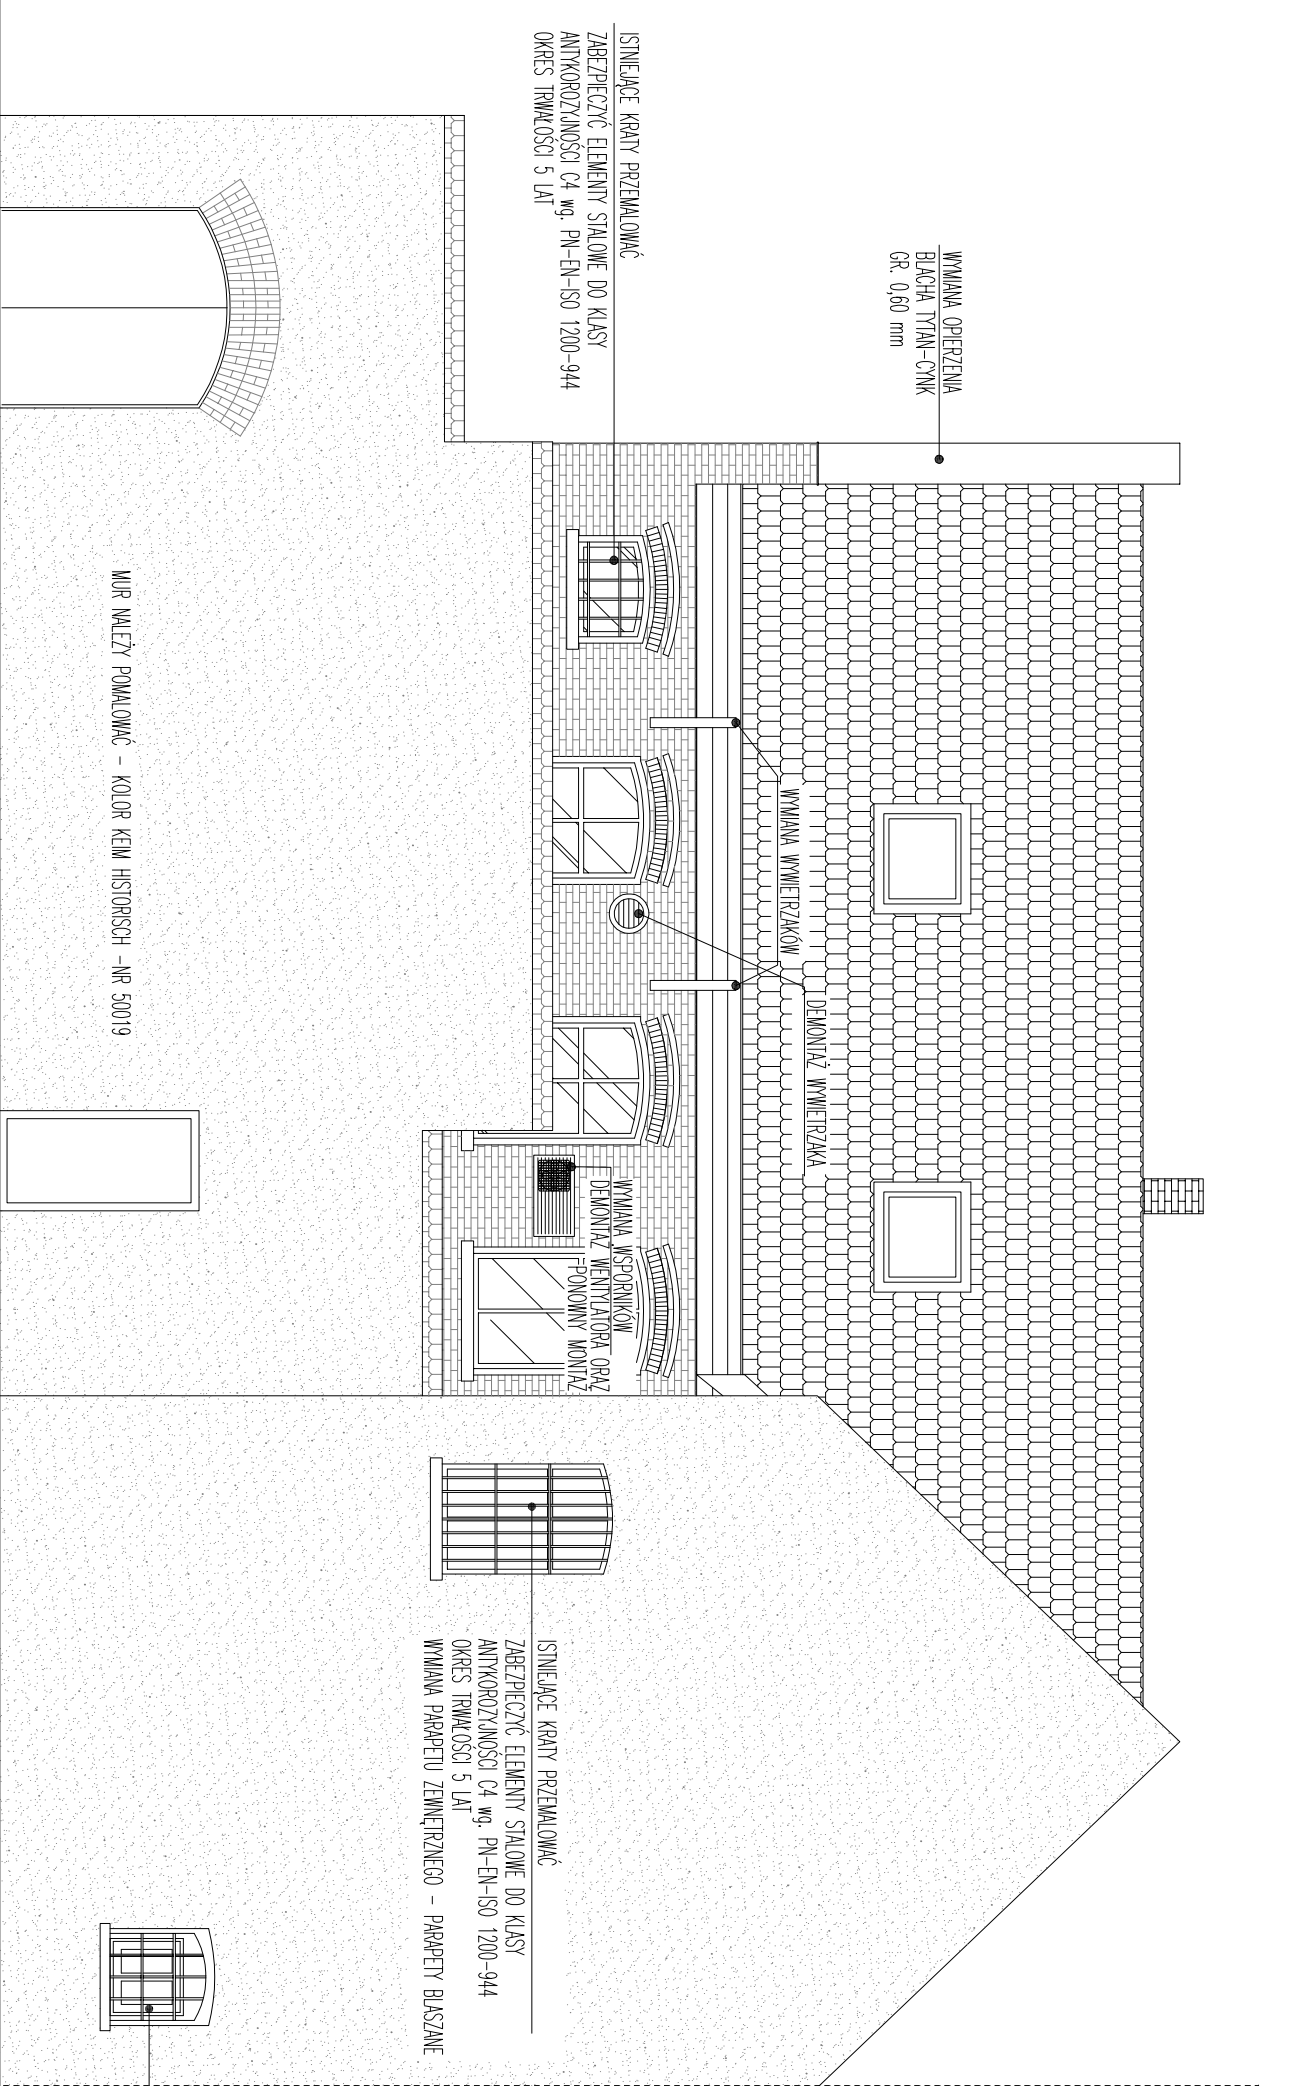 WYMIANA OPIERZENIA
BLACHA TYTAN-CYNK
GR. 0,60 mm
ISTNIEJĄCE KRATY PRZEMALOWAĆ
ZABEZPIECZYĆ ELEMENTY STALOWE DO KLASY
ANTYKOROZYJNOŚCI C4 wg. PN-EN-ISO 1200-944
OKRES TRWAŁOŚCI 5 LAT
WYMIANA WYWIETRZAKÓW
DEMONTAŻ WYWIETRZAKA
WYMIANA WSPORNIKÓW
DEMONTAŻ WENTYLATORA ORAZ
PONOWNY MONTAŻ
MUR NALEŻY POMALOWAĆ - KOLOR KEIM HISTORISCH -NR 50019
ISTNIEJĄCE KRATY PRZEMALOWAĆ
ZABEZPIECZYĆ ELEMENTY STALOWE DO KLASY
ANTYKOROZYJNOŚCI C4 wg. PN-EN-ISO 1200-944
OKRES TRWAŁOŚCI 5 LAT
WYMIANA PARAPETU ZEWNĘTRZNEGO - PARAPETY BLASZANE